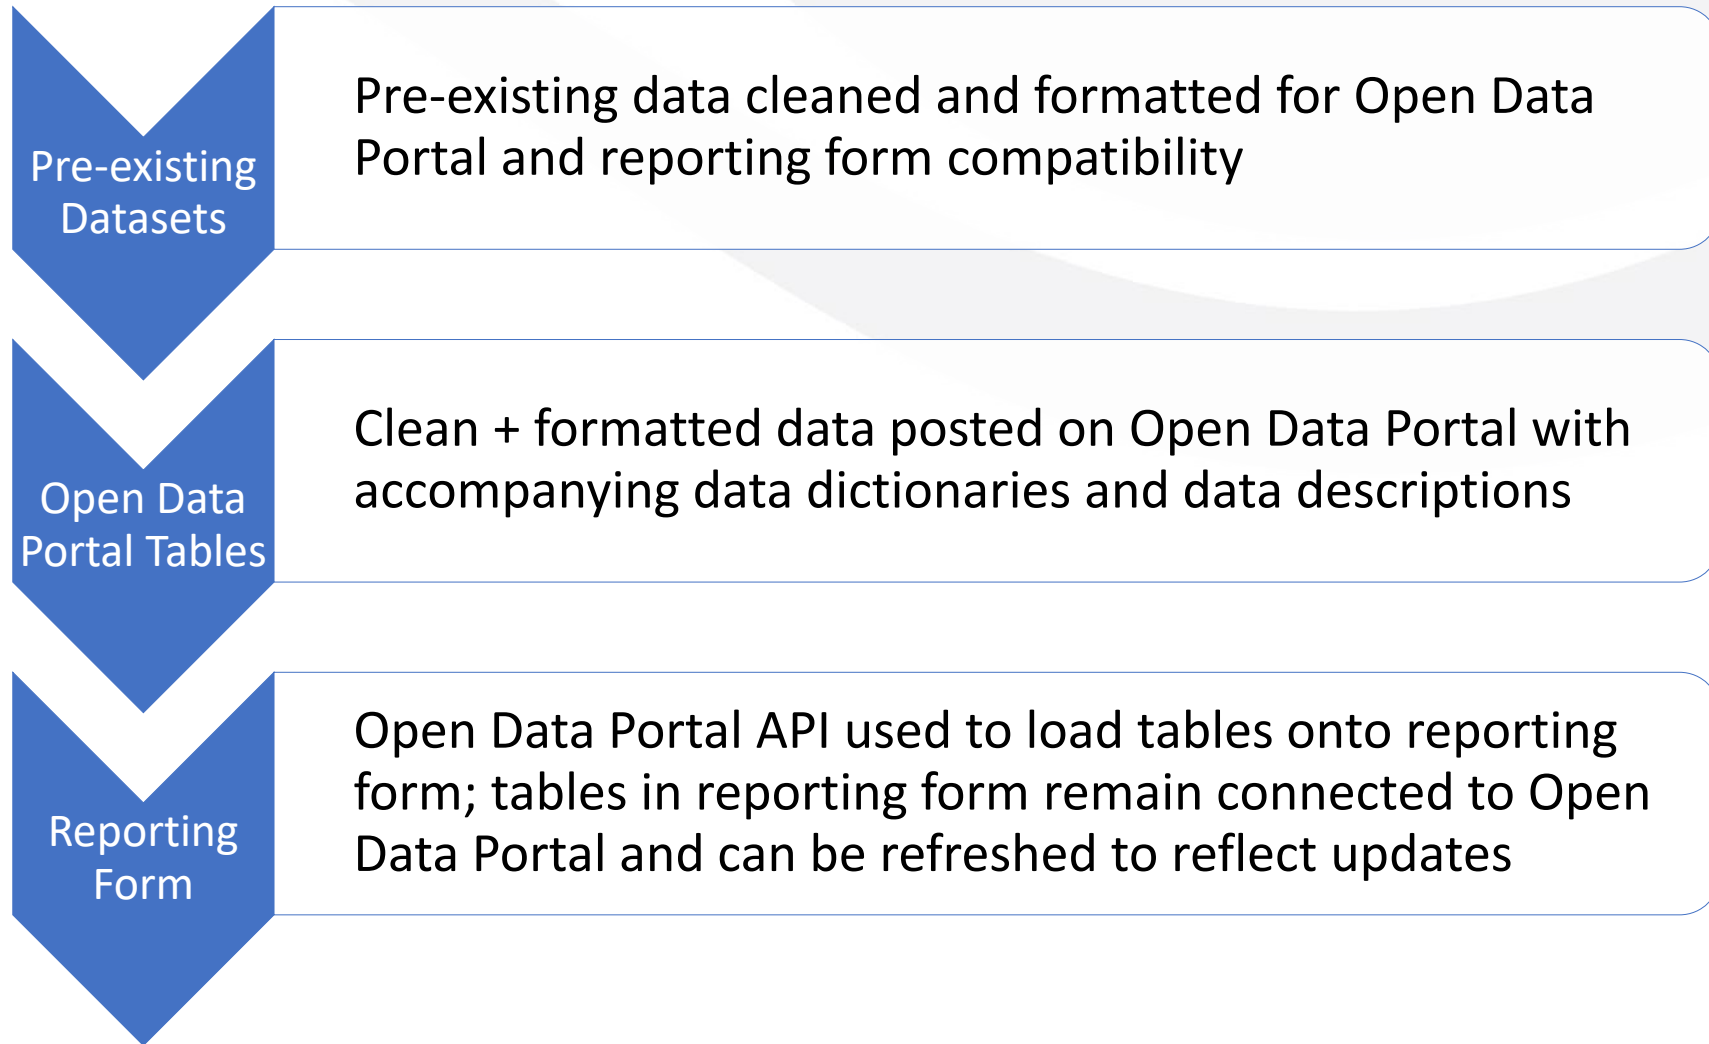 Pre-existing
Datasets
Pre-existing data cleaned and formatted for Open Data
Portal and reporting form compatibility
Open Data
Portal Tables
Clean + formatted data posted on Open Data Portal with
accompanying data dictionaries and data descriptions
Reporting
Form
Open Data Portal API used to load tables onto reporting
form; tables in reporting form remain connected to Open
Data Portal and can be refreshed to reflect updates